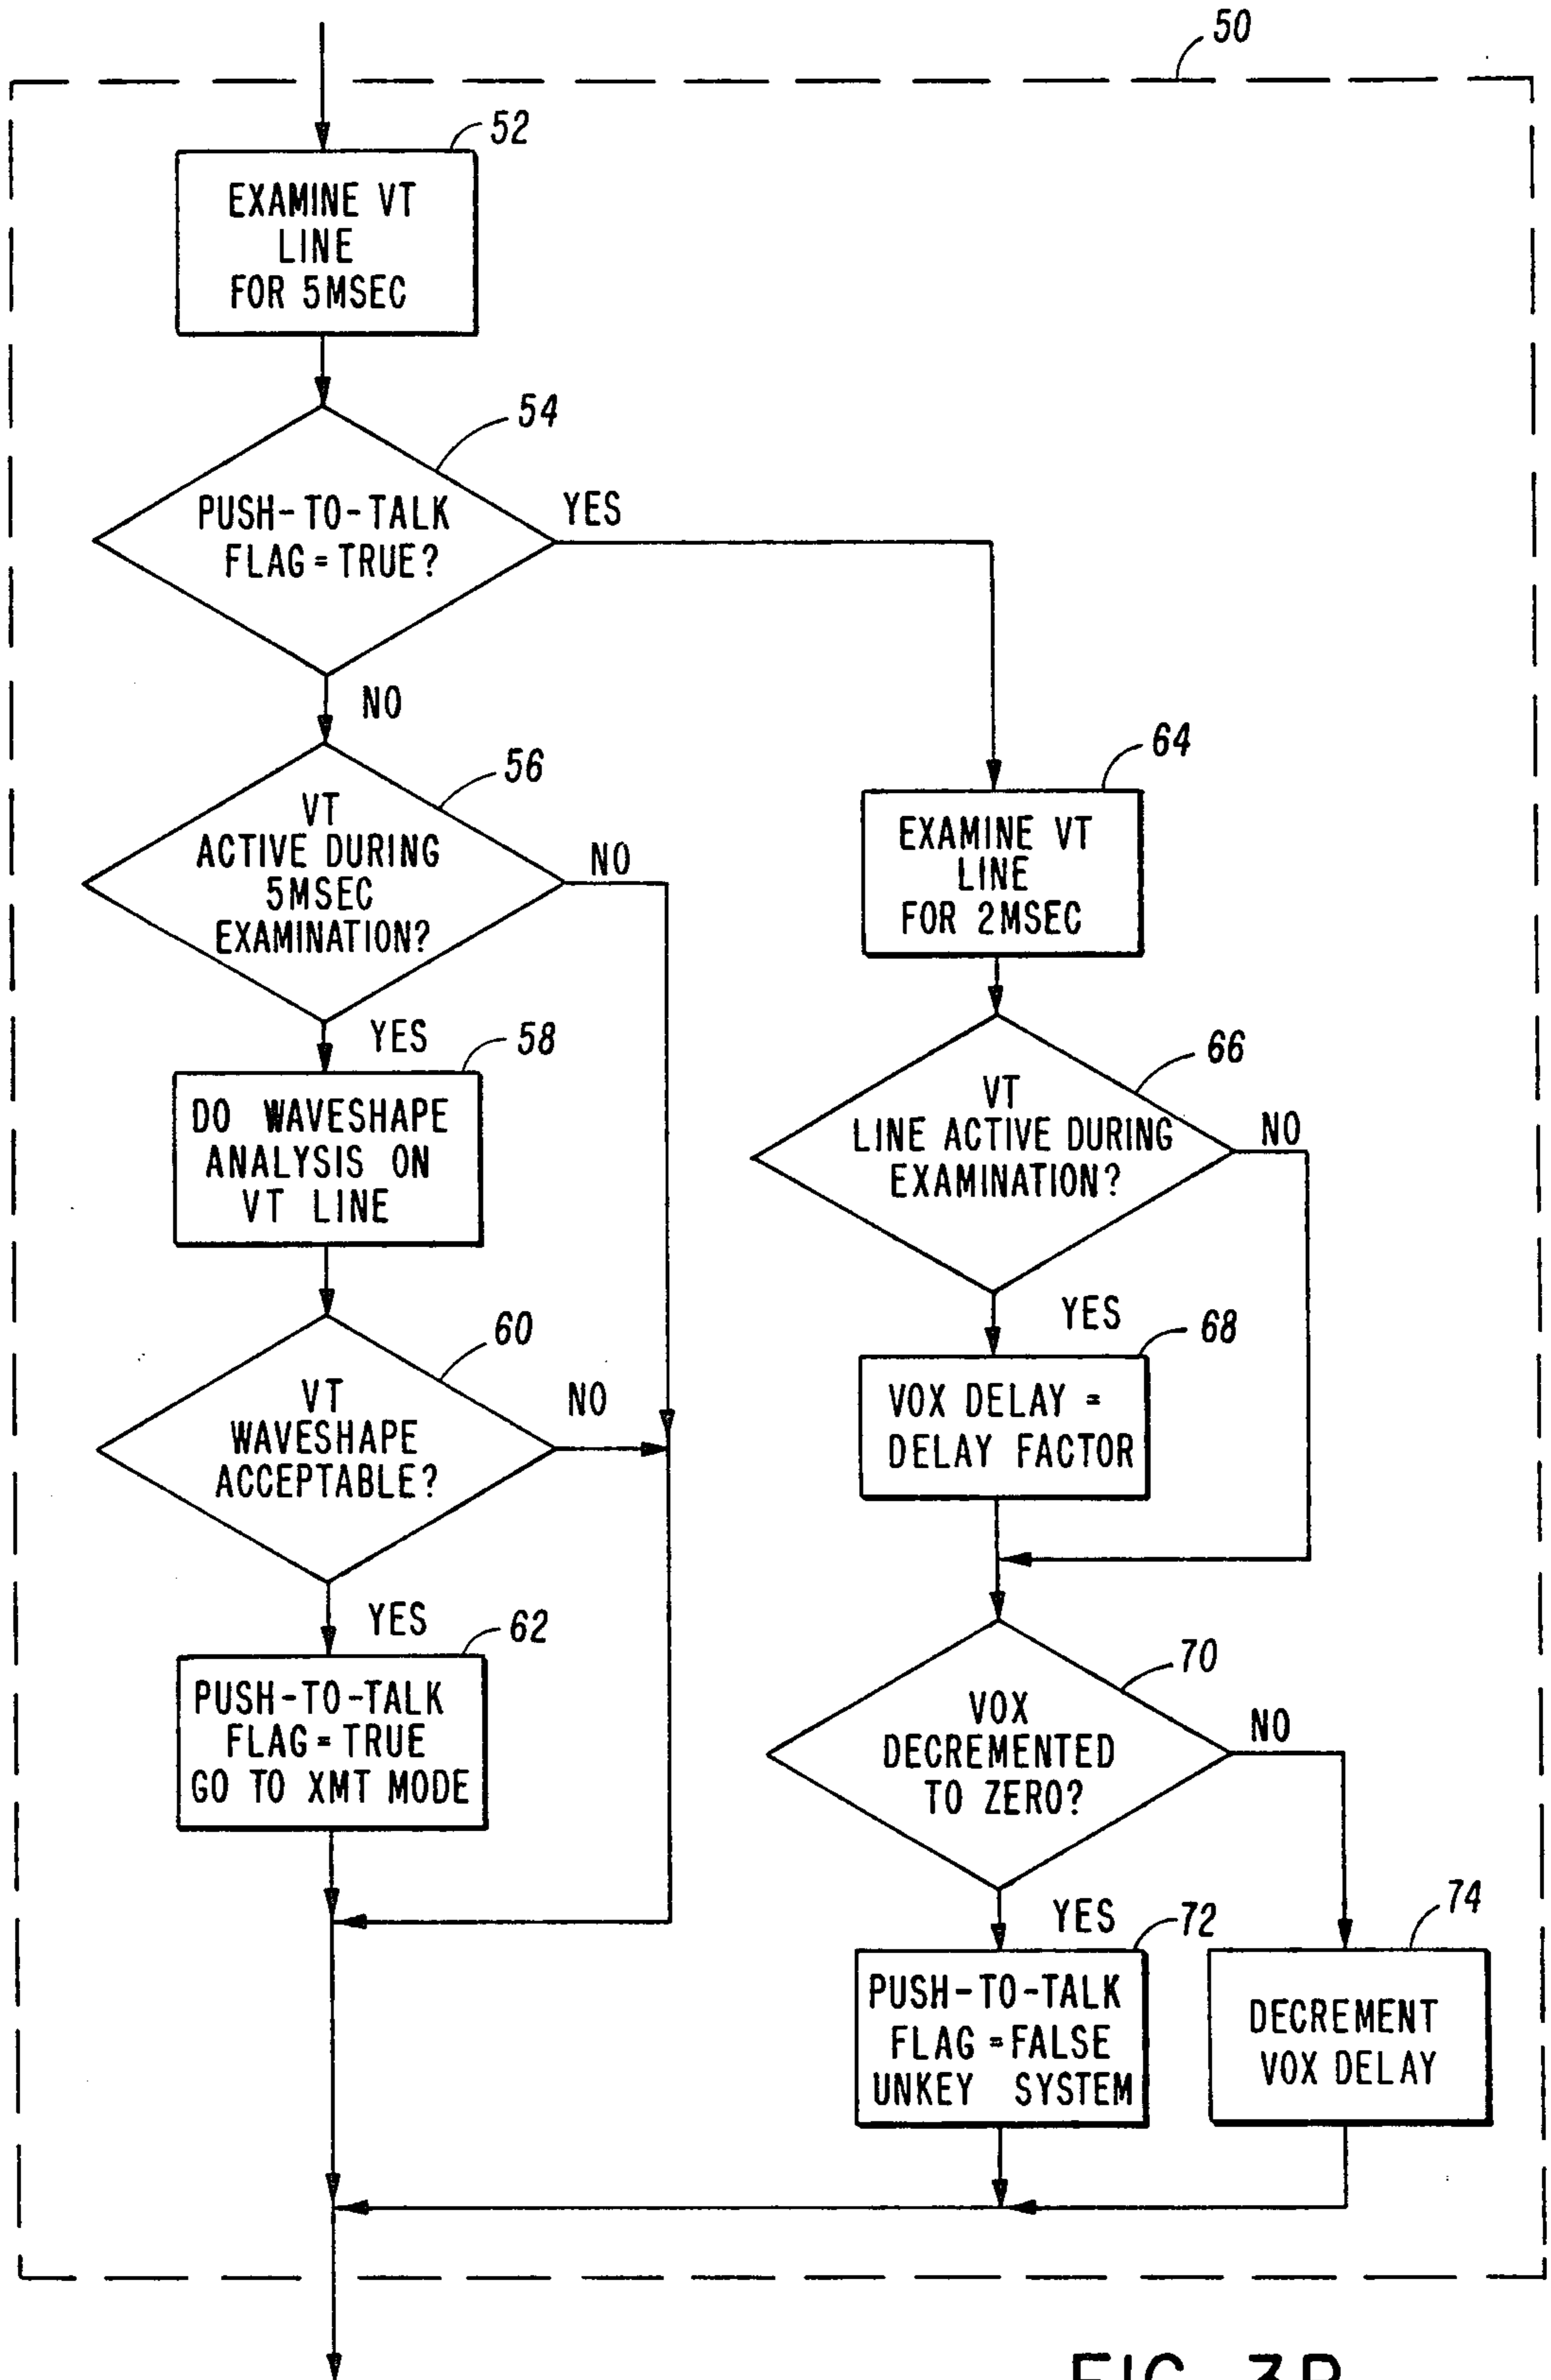 50
52
EXAMINE VT
LINE
FOR 5MSEC
54
PUSH-TO-TALK
FLAG = TRUE?
YES
NO
56
VT
ACTIVE DURING
5MSEC
EXAMINATION?
NO
YES
58
DO WAVESHAPE
ANALYSIS ON
VT LINE
60
VT
WAVESHAPE
ACCEPTABLE?
NO
YES
62
PUSH-TO-TALK
FLAG = TRUE
GO TO XMT MODE
64
EXAMINE VT
LINE
FOR 2MSEC
66
VT
LINE ACTIVE DURING
EXAMINATION?
NO
YES
68
VOX DELAY =
DELAY FACTOR
70
VOX
DECREMENTED
TO ZERO?
NO
YES
72
PUSH-TO-TALK
FLAG = FALSE
UNKEY SYSTEM
74
DECREMENT
VOX DELAY